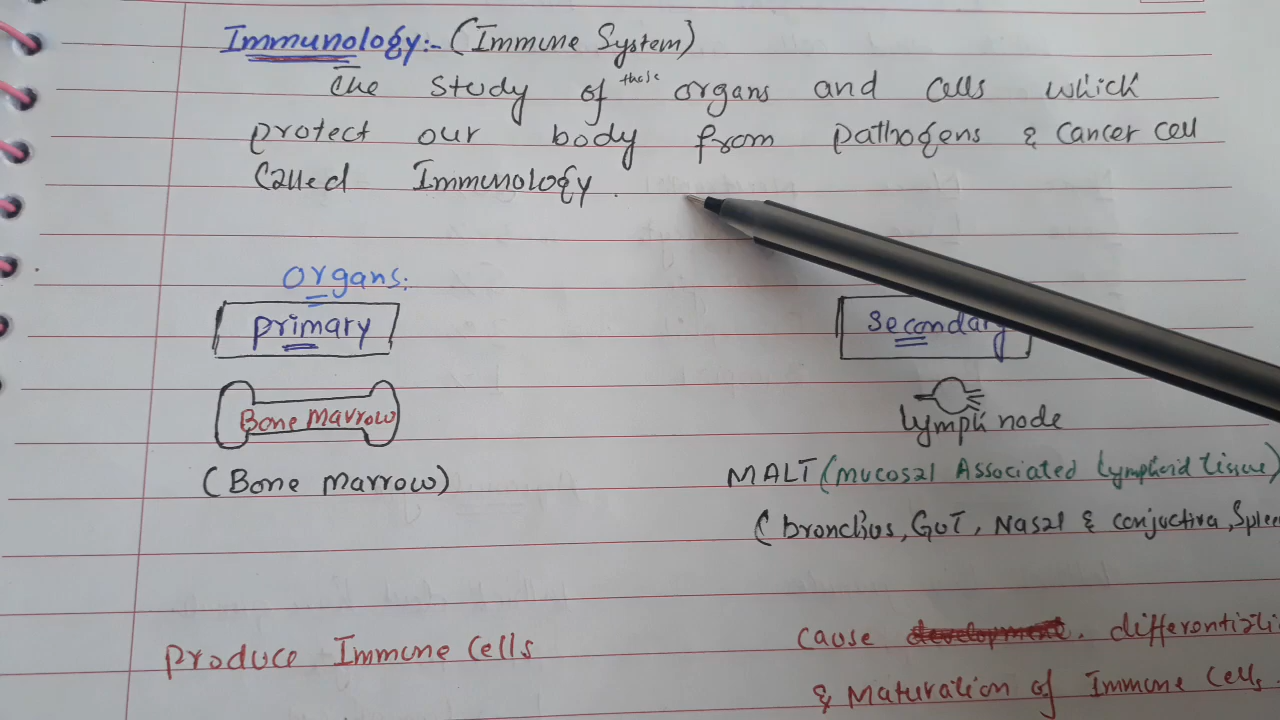 Immunology:- (Immune System)
The study of those organs and cells which
protect our body from pathogens & cancer cell
called Immunology.
organs:
primary
secondary
Bone marrow
lymph node
(Bone marrow)
MALT (mucosal Associated lymphoid tissue)
(bronchus, GUT, Nasal & conjuctiva, Spleen
produce Immune cells
cause development. differentiati
& Maturation of Immune cells.